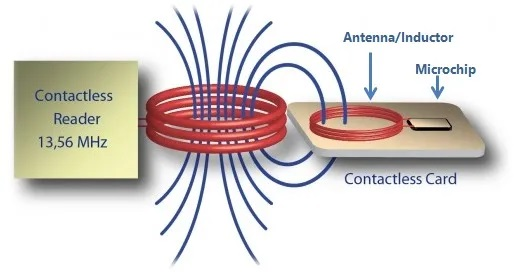 Antenna/Inductor
Microchip
Contactless
Reader
13,56 MHz
Contactless Card